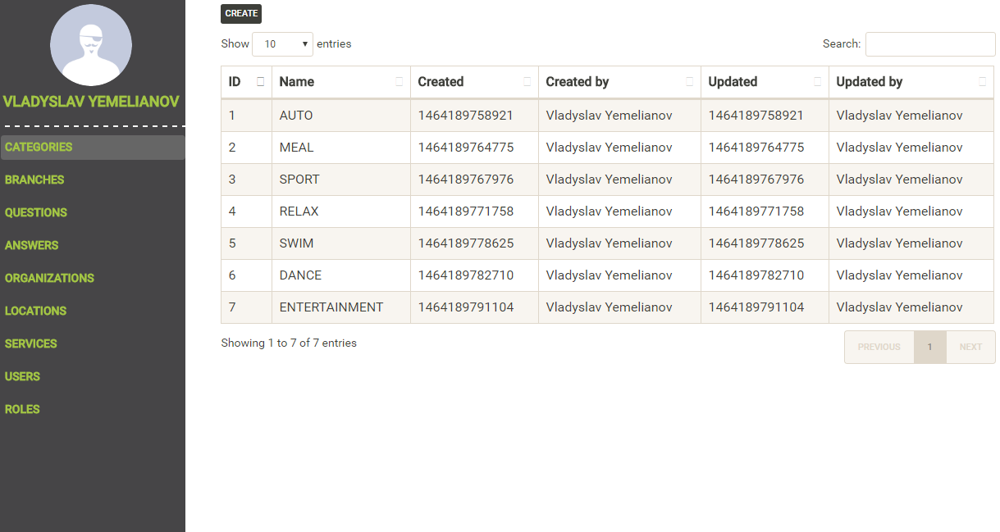 VLADYSLAV YEMELIANOV
CATEGORIES
BRANCHES
QUESTIONS
ANSWERS
ORGANIZATIONS
LOCATIONS
SERVICES
USERS
ROLES
CREATE
Show 10 entries Search:
ID Name Created Created by Updated Updated by
1 AUTO 1464189758921 Vladyslav Yemelianov 1464189758921 Vladyslav Yemelianov
2 MEAL 1464189764775 Vladyslav Yemelianov 1464189764775 Vladyslav Yemelianov
3 SPORT 1464189767976 Vladyslav Yemelianov 1464189767976 Vladyslav Yemelianov
4 RELAX 1464189771758 Vladyslav Yemelianov 1464189771758 Vladyslav Yemelianov
5 SWIM 1464189778625 Vladyslav Yemelianov 1464189778625 Vladyslav Yemelianov
6 DANCE 1464189782710 Vladyslav Yemelianov 1464189782710 Vladyslav Yemelianov
7 ENTERTAINMENT 1464189791104 Vladyslav Yemelianov 1464189791104 Vladyslav Yemelianov
Showing 1 to 7 of 7 entries PREVIOUS 1 NEXT